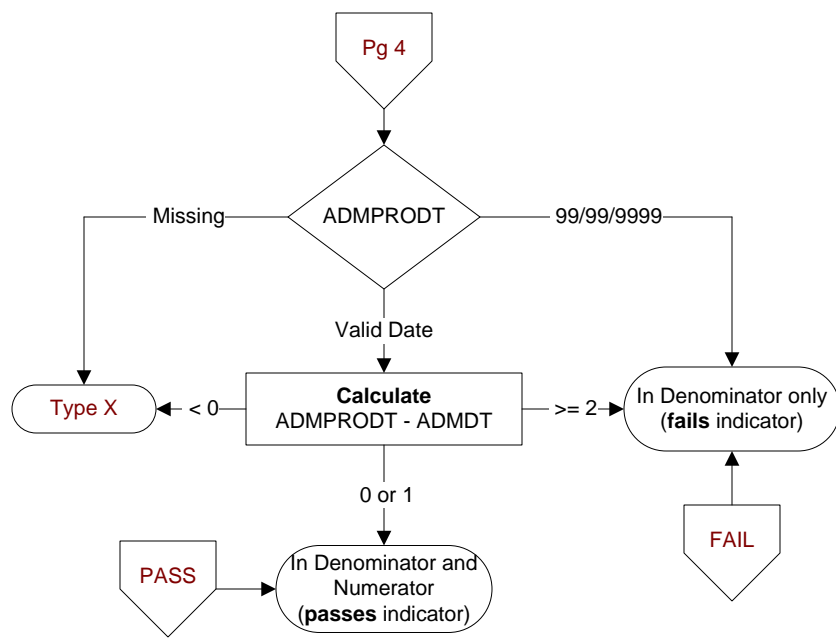 Pg 4
ADMPRODT
Missing
99/99/9999
Valid Date
Type X
< 0
Calculate
ADMPRODT - ADMDT
>= 2
In Denominator only
(fails indicator)
0 or 1
FAIL
PASS
In Denominator and
Numerator
(passes indicator)